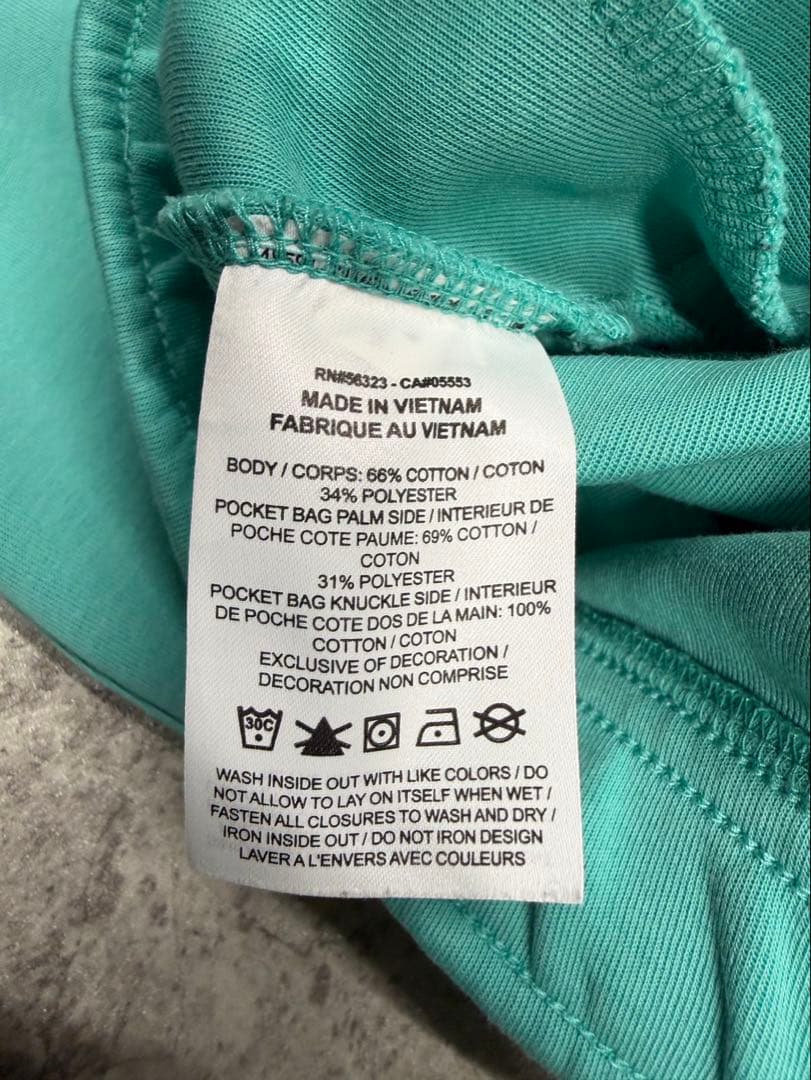 RN#56323 - CA#05553
MADE IN VIETNAM
FABRIQUE AU VIETNAM
BODY / CORPS: 66% COTTON / COTON
34% POLYESTER
POCKET BAG PALM SIDE / INTERIEUR DE
POCHE COTE PAUME: 69% COTTON /
COTON
31% POLYESTER
POCKET BAG KNUCKLE SIDE / INTERIEUR
DE POCHE COTE DOS DE LA MAIN: 100%
COTTON / COTON
EXCLUSIVE OF DECORATION /
DECORATION NON COMPRISE
30C
WASH INSIDE OUT WITH LIKE COLORS / DO
NOT ALLOW TO LAY ON ITSELF WHEN WET /
FASTEN ALL CLOSURES TO WASH AND DRY /
IRON INSIDE OUT / DO NOT IRON DESIGN
LAVER A L'ENVERS AVEC COULEURS